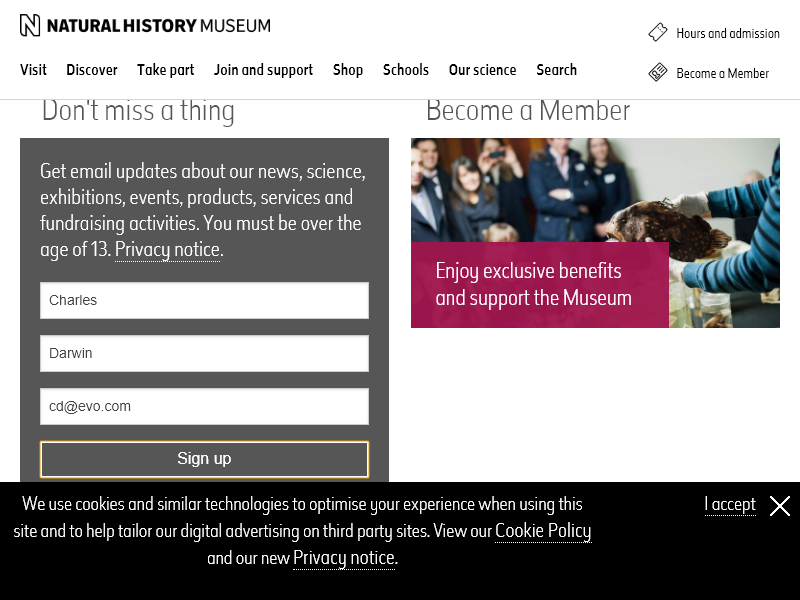 NATURAL HISTORY MUSEUM
Hours and admission
Visit Discover Take part Join and support Shop Schools Our science Search
Become a Member
Don't miss a thing
Become a Member
Get email updates about our news, science,
exhibitions, events, products, services and
fundraising activities. You must be over the
age of 13. Privacy notice.
Enjoy exclusive benefits
and support the Museum
Charles
Darwin
cd@evo.com
Sign up
We use cookies and similar technologies to optimise your experience when using this
site and to help tailor our digital advertising on third party sites. View our Cookie Policy
and our new Privacy notice.
I accept